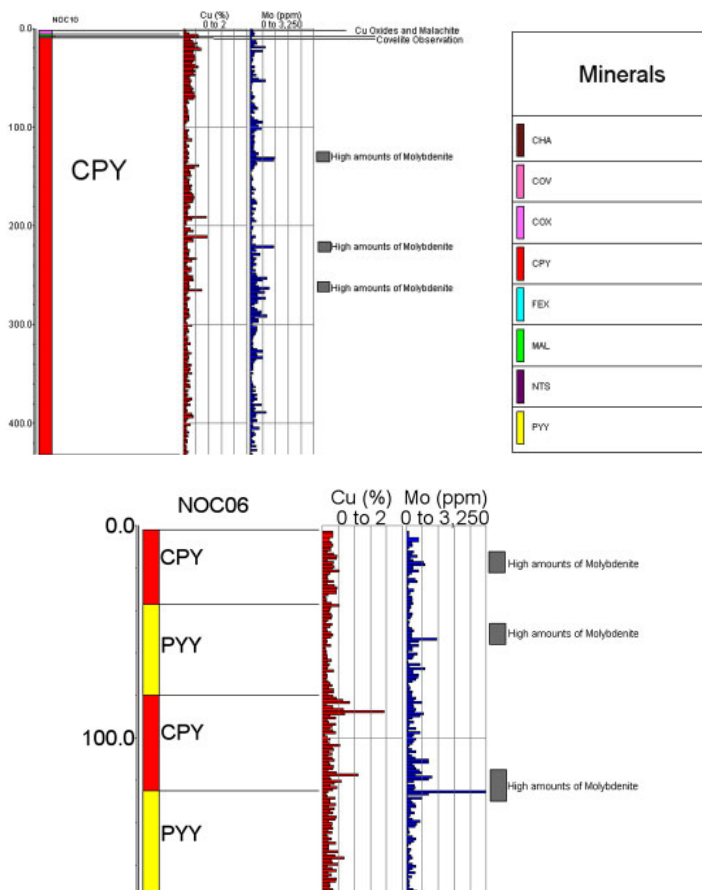 NOC10
Cu (%)
0 to 2
Mo (ppm)
0 to 3,250
0.0
Cu Oxides and Malachite
Covelite Observation
100.0
High amounts of Molybdenite
CPY
200.0
High amounts of Molybdenite
High amounts of Molybdenite
300.0
400.0
Minerals
CHA
COV
COX
CPY
FEX
MAL
NTS
PYY
NOC06
Cu (%)
0 to 2
Mo (ppm)
0 to 3,250
0.0
CPY
High amounts of Molybdenite
PYY
High amounts of Molybdenite
CPY
100.0
High amounts of Molybdenite
PYY